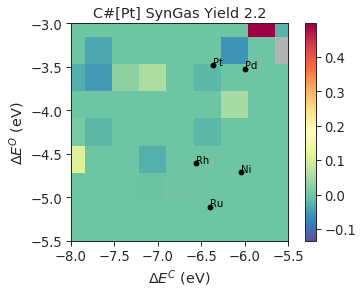 C#[Pt] SynGas Yield 2.2
ΔE^O (eV)
−3.0
−3.5
−4.0
−4.5
−5.0
−5.5
−8.0 −7.5 −7.0 −6.5 −6.0 −5.5
ΔE^C (eV)
Pt
Pd
Rh
Ni
Ru
0.4
0.3
0.2
0.1
0.0
−0.1